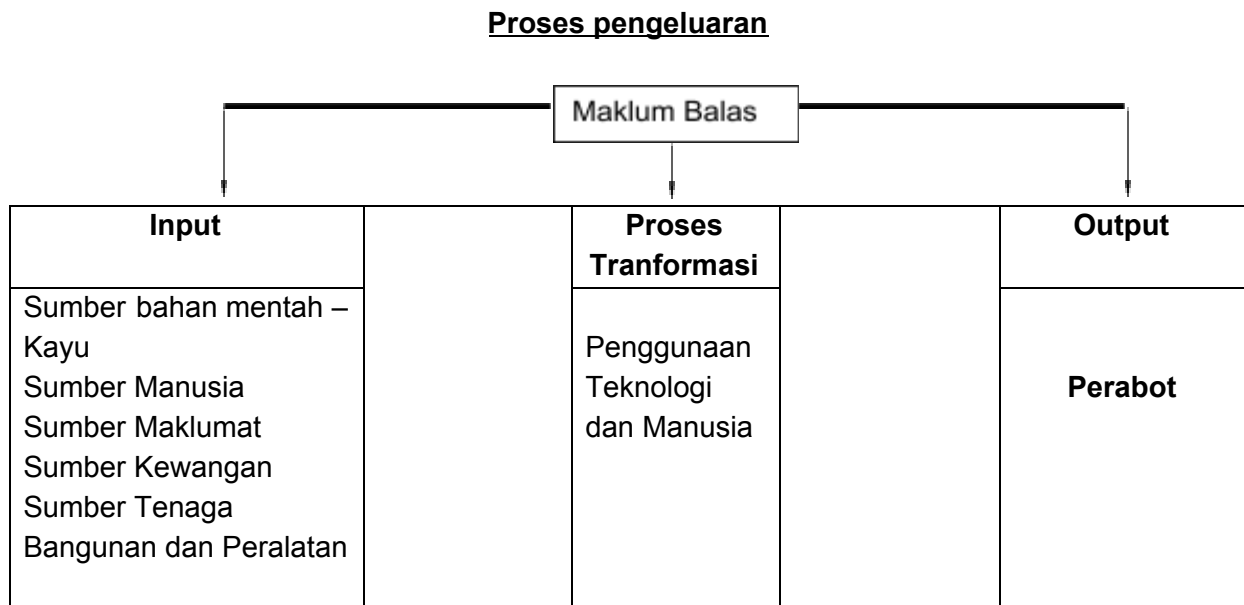 Proses pengeluaran
Maklum Balas
Input
Proses
Tranformasi
Output
Sumber bahan mentah –
Kayu
Sumber Manusia
Sumber Maklumat
Sumber Kewangan
Sumber Tenaga
Bangunan dan Peralatan
Penggunaan
Teknologi
dan Manusia
Perabot